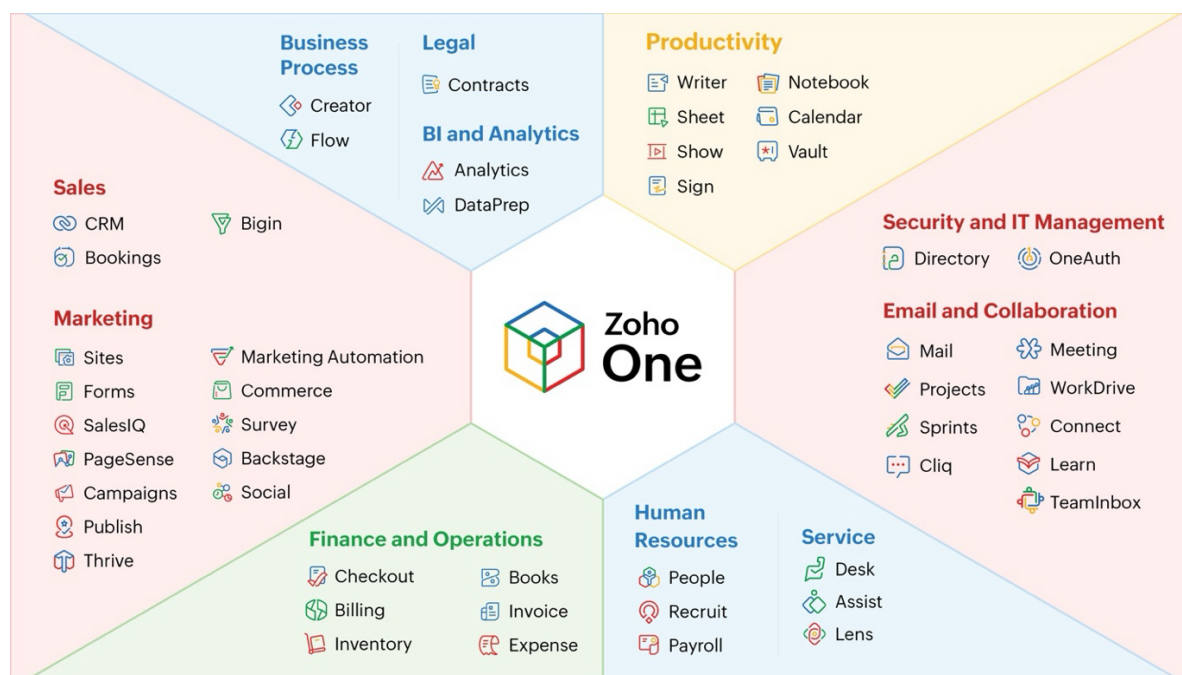 Business
Process
Creator
Flow
Legal
Contracts
BI and Analytics
Analytics
DataPrep
Productivity
Writer
Notebook
Sheet
Calendar
Show
Vault
Sign
Sales
CRM
Bigin
Bookings
Marketing
Sites
Marketing Automation
Forms
Commerce
SalesIQ
Survey
PageSense
Backstage
Campaigns
Social
Publish
Thrive
Zoho
One
Security and IT Management
Directory
OneAuth
Email and Collaboration
Mail
Meeting
Projects
WorkDrive
Sprints
Connect
Cliq
Learn
TeamInbox
Finance and Operations
Checkout
Books
Billing
Invoice
Inventory
Expense
Human
Resources
People
Recruit
Payroll
Service
Desk
Assist
Lens